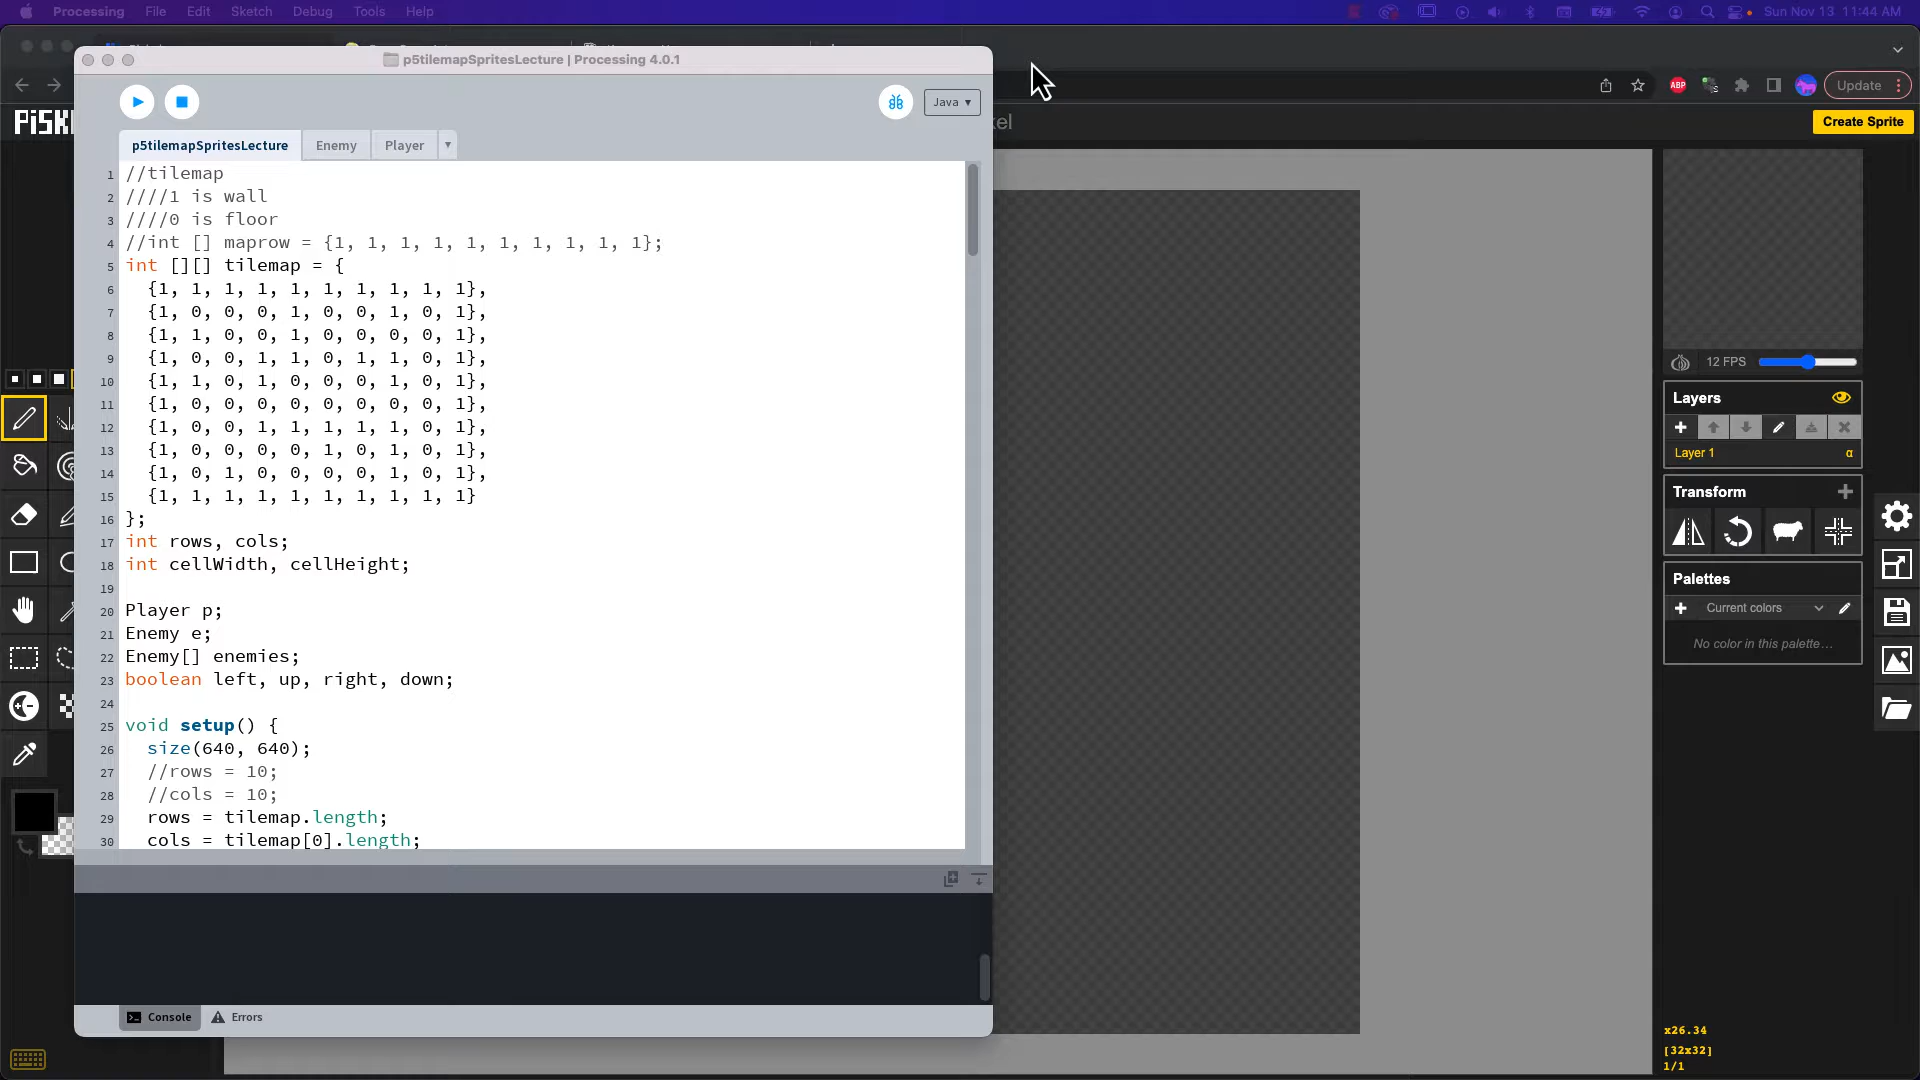 Processing File Edit Sketch Debug Tools Help Sun Nov 13 11:44 AM
p5tilemapSpritesLecture | Processing 4.0.1
ABP Update
Java
Create Sprite
p5tilemapSpritesLecture Enemy Player
1 //tilemap
2 ////1 is wall
3 ////0 is floor
4 //int [] maprow = {1, 1, 1, 1, 1, 1, 1, 1, 1, 1};
5 int [][] tilemap = {
6 {1, 1, 1, 1, 1, 1, 1, 1, 1, 1},
7 {1, 0, 0, 0, 1, 0, 0, 1, 0, 1},
8 {1, 1, 0, 0, 1, 0, 0, 0, 0, 1},
9 {1, 0, 0, 1, 1, 0, 1, 1, 0, 1},
10 {1, 1, 0, 1, 0, 0, 0, 1, 0, 1},
11 {1, 0, 0, 0, 0, 0, 0, 0, 0, 1},
12 {1, 0, 0, 1, 1, 1, 1, 1, 0, 1},
13 {1, 0, 0, 0, 0, 1, 0, 1, 0, 1},
14 {1, 0, 1, 0, 0, 0, 0, 1, 0, 1},
15 {1, 1, 1, 1, 1, 1, 1, 1, 1, 1}
16 };
17 int rows, cols;
18 int cellWidth, cellHeight;
19
20 Player p;
21 Enemy e;
22 Enemy[] enemies;
23 boolean left, up, right, down;
24
25 void setup() {
26 size(640, 640);
27 //rows = 10;
28 //cols = 10;
29 rows = tilemap.length;
30 cols = tilemap[0].length;
Console Errors
12 FPS
Layers
Layer 1 α
Transform
Palettes
Current colors
No color in this palette…
x26.34
[32x32]
1/1